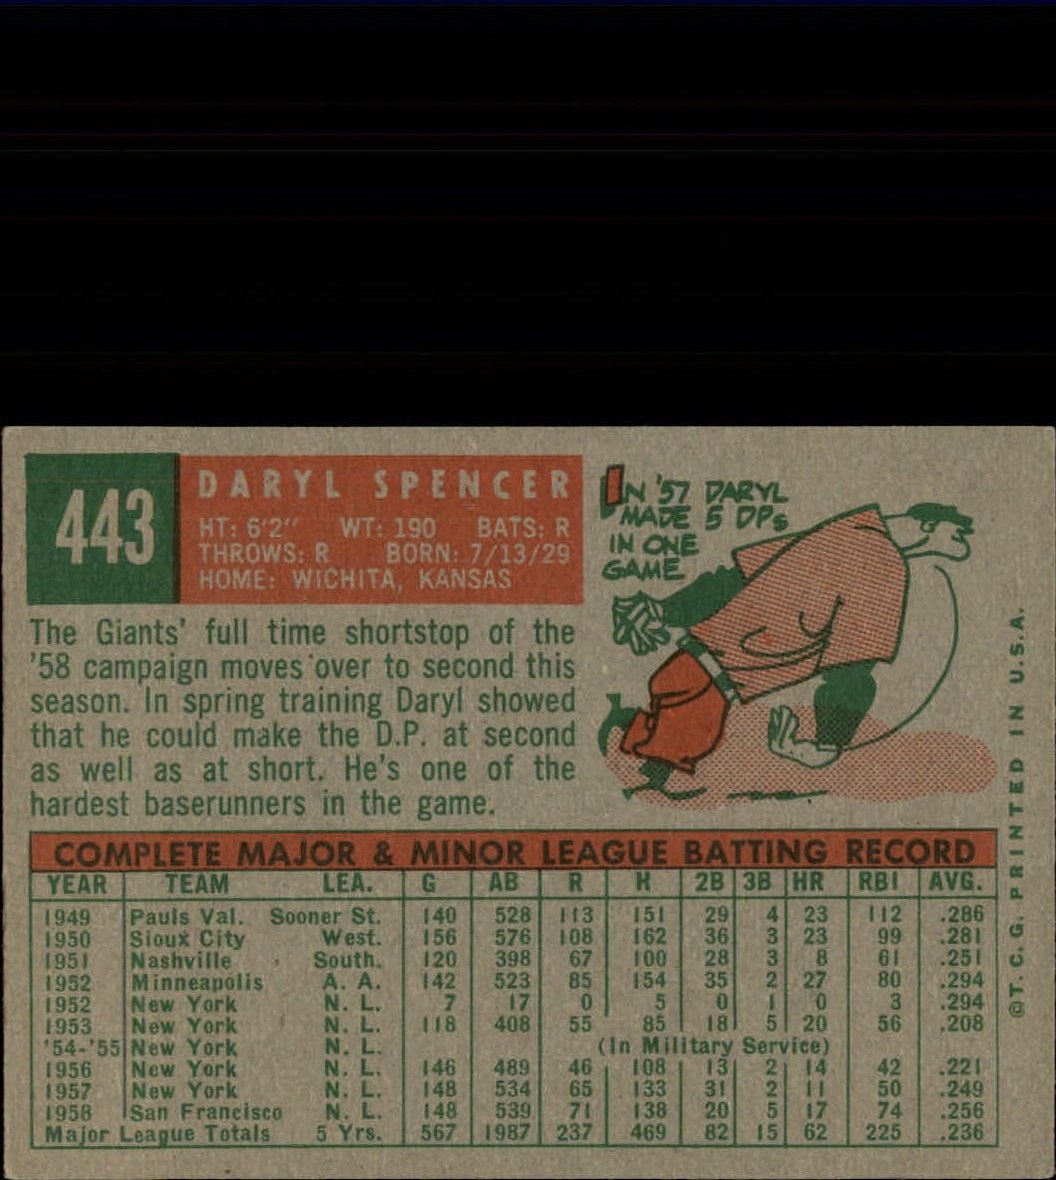 443
DARYL SPENCER
HT: 6'2" WT: 190 BATS: R
THROWS: R BORN: 7/13/29
HOME: WICHITA, KANSAS
IN '57 DARYL
MADE 5 DPs
IN ONE
GAME
The Giants' full time shortstop of the
'58 campaign moves over to second this
season. In spring training Daryl showed
that he could make the D.P. at second
as well as at short. He's one of the
hardest baserunners in the game.
COMPLETE MAJOR & MINOR LEAGUE BATTING RECORD
YEAR TEAM LEA. G AB R H 2B 3B HR RBI AVG.
1949 Pauls Val. Sooner St. 140 528 113 151 29 4 23 112 .286
1950 Sioux City West. 156 576 108 162 36 3 23 99 .281
1951 Nashville South. 120 398 67 100 28 3 8 61 .251
1952 Minneapolis A. A. 142 523 85 154 35 2 27 80 .294
1952 New York N. L. 7 17 0 5 0 1 0 3 .294
1953 New York N. L. 118 408 55 85 18 5 20 56 .208
'54-'55 New York N. L. (In Military Service)
1956 New York N. L. 146 489 46 108 13 2 14 42 .221
1957 New York N. L. 148 534 65 133 31 2 11 50 .249
1958 San Francisco N. L. 148 539 71 138 20 5 17 74 .256
Major League Totals 5 Yrs. 567 1987 237 469 82 15 62 225 .236
©T.C.G. PRINTED IN U.S.A.